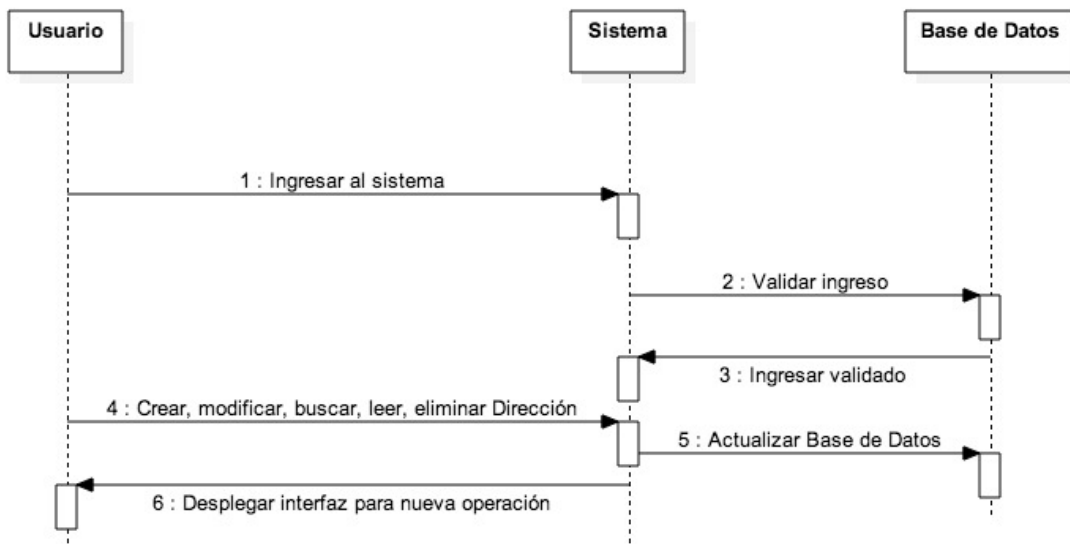 Usuario
Sistema
Base de Datos
1 : Ingresar al sistema
2 : Validar ingreso
3 : Ingresar validado
4 : Crear, modificar, buscar, leer, eliminar Dirección
5 : Actualizar Base de Datos
6 : Desplegar interfaz para nueva operación